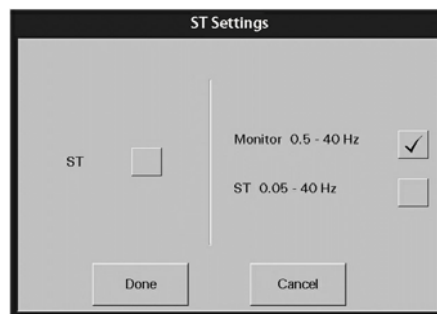 ST Settings
ST
Monitor 0.5 - 40 Hz
ST 0.05 - 40 Hz
Done
Cancel